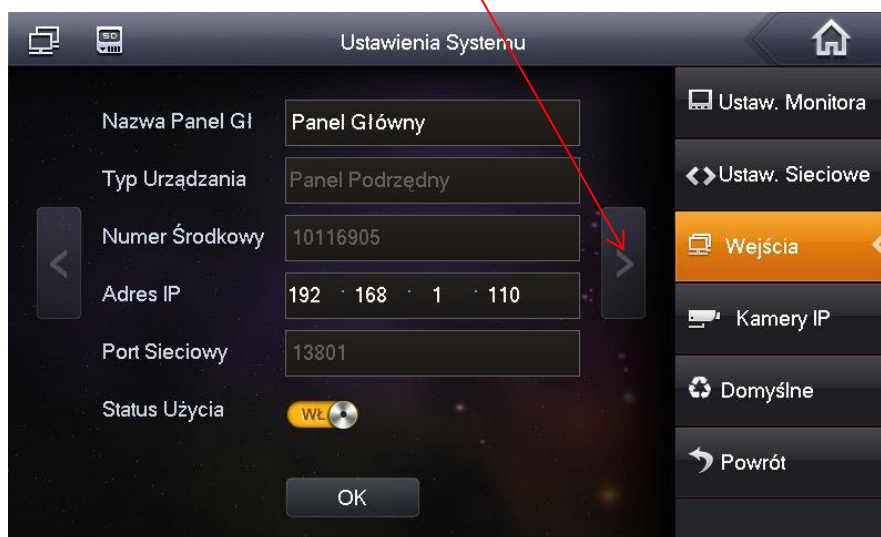 SD
Ustawienia Systemu
Nazwa Panel Gł
Panel Główny
Typ Urządzania
Panel Podrzędny
Numer Środkowy
10116905
Adres IP
192 · 168 · 1 · 110
Port Sieciowy
13801
Status Użycia
WŁ
OK
Ustaw. Monitora
Ustaw. Sieciowe
Wejścia
Kamery IP
Domyślne
Powrót